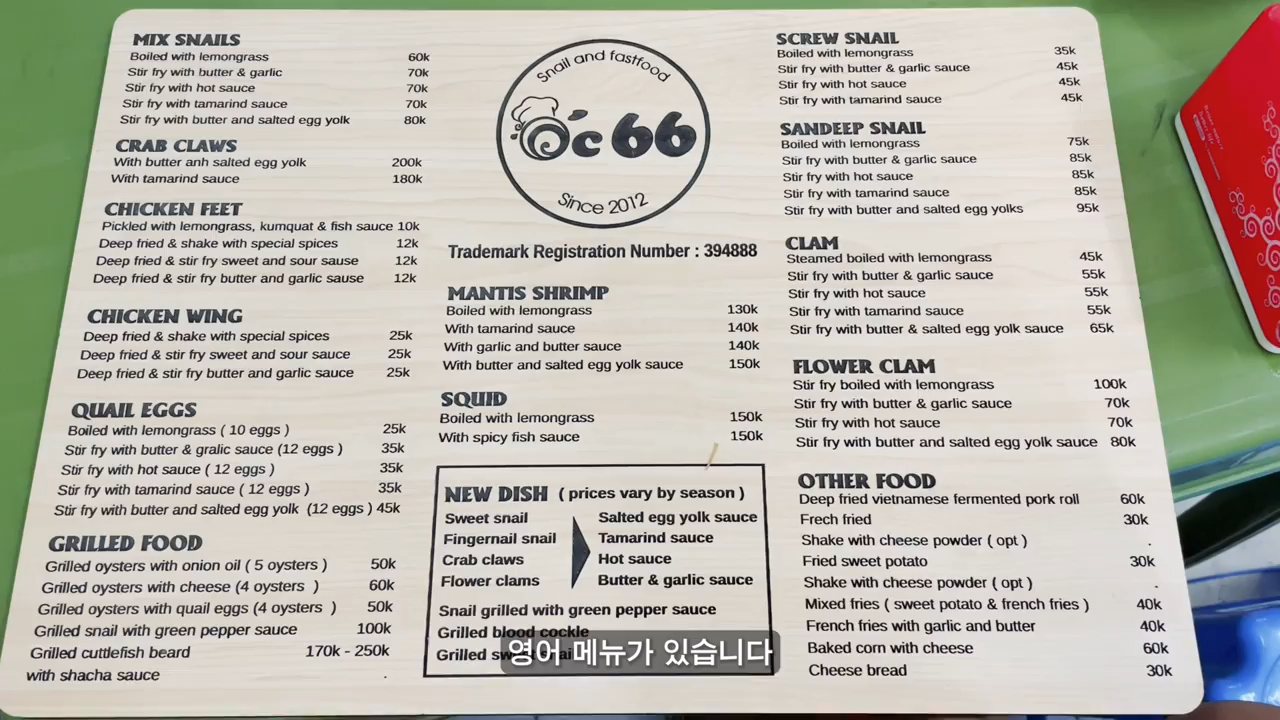 MIX SNAILS
Boiled with lemongrass 60k
Stir fry with butter & garlic 70k
Stir fry with hot sauce 70k
Stir fry with tamarind sauce 70k
Stir fry with butter and salted egg yolk 80k
CRAB CLAWS
With butter anh salted egg yolk 200k
With tamarind sauce 180k
CHICKEN FEET
Pickled with lemongrass, kumquat & fish sauce 10k
Deep fried & shake with special spices 12k
Deep fried & stir fry sweet and sour sause 12k
Deep fried & stir fry butter and garlic sause 12k
CHICKEN WING
Deep fried & shake with special spices 25k
Deep fried & stir fry sweet and sour sauce 25k
Deep fried & stir fry butter and garlic sauce 25k
QUAIL EGGS
Boiled with lemongrass ( 10 eggs ) 25k
Stir fry with butter & gralic sauce (12 eggs ) 35k
Stir fry with hot sauce ( 12 eggs ) 35k
Stir fry with tamarind sauce ( 12 eggs ) 35k
Stir fry with butter and salted egg yolk (12 eggs ) 45k
GRILLED FOOD
Grilled oysters with onion oil ( 5 oysters ) 50k
Grilled oysters with cheese (4 oysters ) 60k
Grilled oysters with quail eggs (4 oysters ) 50k
Grilled snail with green pepper sauce 100k
Grilled cuttlefish beard 170k - 250k
with shacha sauce .
Snail and fastfood
Ốc 66
Since 2012
Trademark Registration Number : 394888
MANTIS SHRIMP
Boiled with lemongrass 130k
With tamarind sauce 140k
With garlic and butter sauce 140k
With butter and salted egg yolk sauce 150k
SQUID
Boiled with lemongrass 150k
With spicy fish sauce 150k
NEW DISH ( prices vary by season )
Sweet snail Salted egg yolk sauce
Fingernail snail Tamarind sauce
Crab claws Hot sauce
Flower clams Butter & garlic sauce
Snail grilled with green pepper sauce
Grilled blood cockle
Grilled
영어 메뉴가 있습니다
SCREW SNAIL
Boiled with lemongrass 35k
Stir fry with butter & garlic sauce 45k
Stir fry with hot sauce 45k
Stir fry with tamarind sauce 45k
SANDEEP SNAIL
Boiled with lemongrass 75k
Stir fry with butter & garlic sauce 85k
Stir fry with hot sauce 85k
Stir fry with tamarind sauce 85k
Stir fry with butter and salted egg yolks 95k
CLAM
Steamed boiled with lemongrass 45k
Stir fry with butter & garlic sauce 55k
Stir fry with hot sauce 55k
Stir fry with tamarind sauce 55k
Stir fry with butter & salted egg yolk sauce 65k
FLOWER CLAM
Stir fry boiled with lemongrass 100k
Stir fry with butter & garlic sauce 70k
Stir fry with hot sauce 70k
Stir fry with butter and salted egg yolk sauce 80k
OTHER FOOD
Deep fried vietnamese fermented pork roll 60k
Frech fried 30k
Shake with cheese powder ( opt ) .
Fried sweet potato 30k
Shake with cheese powder ( opt ) .
Mixed fries ( sweet potato & french fries ) 40k
French fries with garlic and butter 40k
Baked corn with cheese 60k
Cheese bread 30k